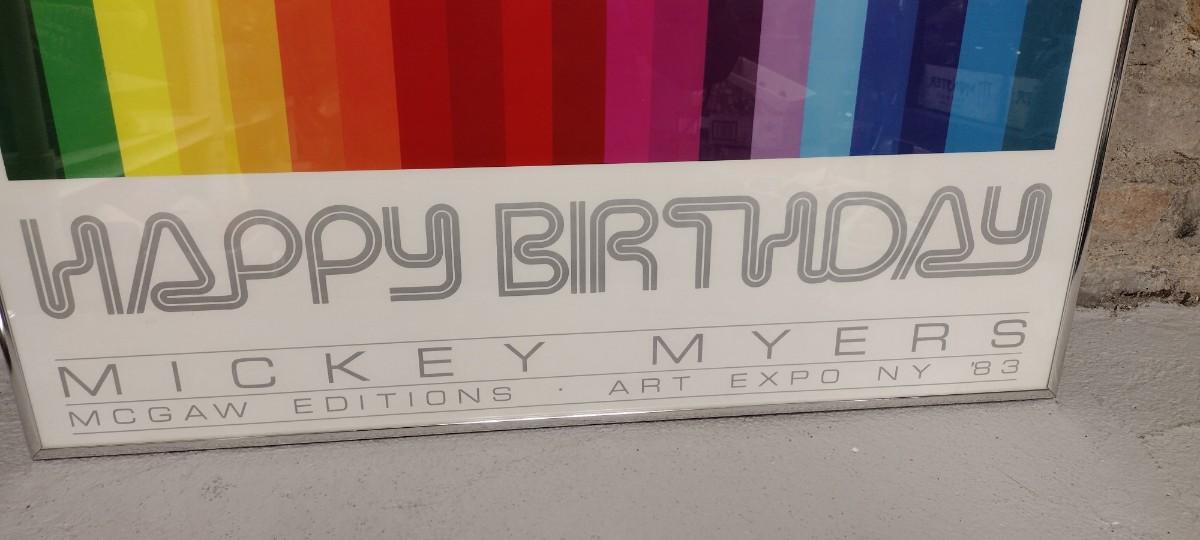 HAPPY BIRTHDAY
MICKEY MYERS
MCGAW EDITIONS · ART EXPO NY '83